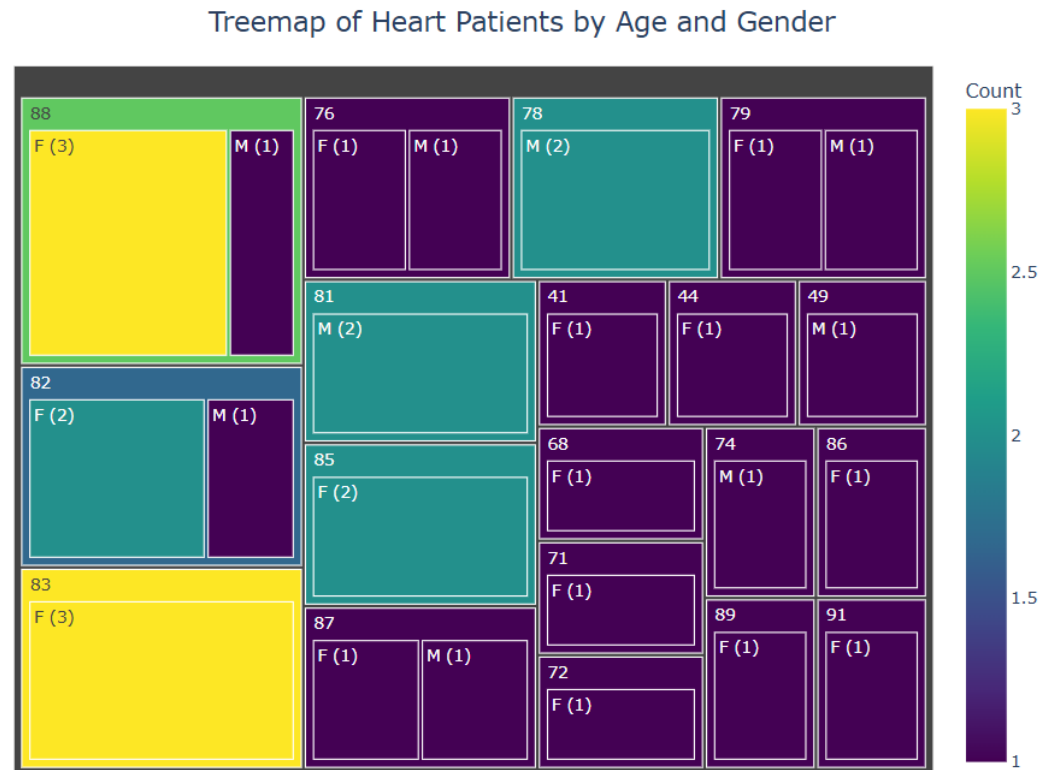 Treemap of Heart Patients by Age and Gender
88
F (3)
M (1)
82
F (2)
M (1)
83
F (3)
76
F (1)
M (1)
78
M (2)
79
F (1)
M (1)
81
M (2)
85
F (2)
87
F (1)
M (1)
41
F (1)
44
F (1)
49
M (1)
68
F (1)
71
F (1)
72
F (1)
74
M (1)
86
F (1)
89
F (1)
91
F (1)
Count
3
2.5
2
1.5
1